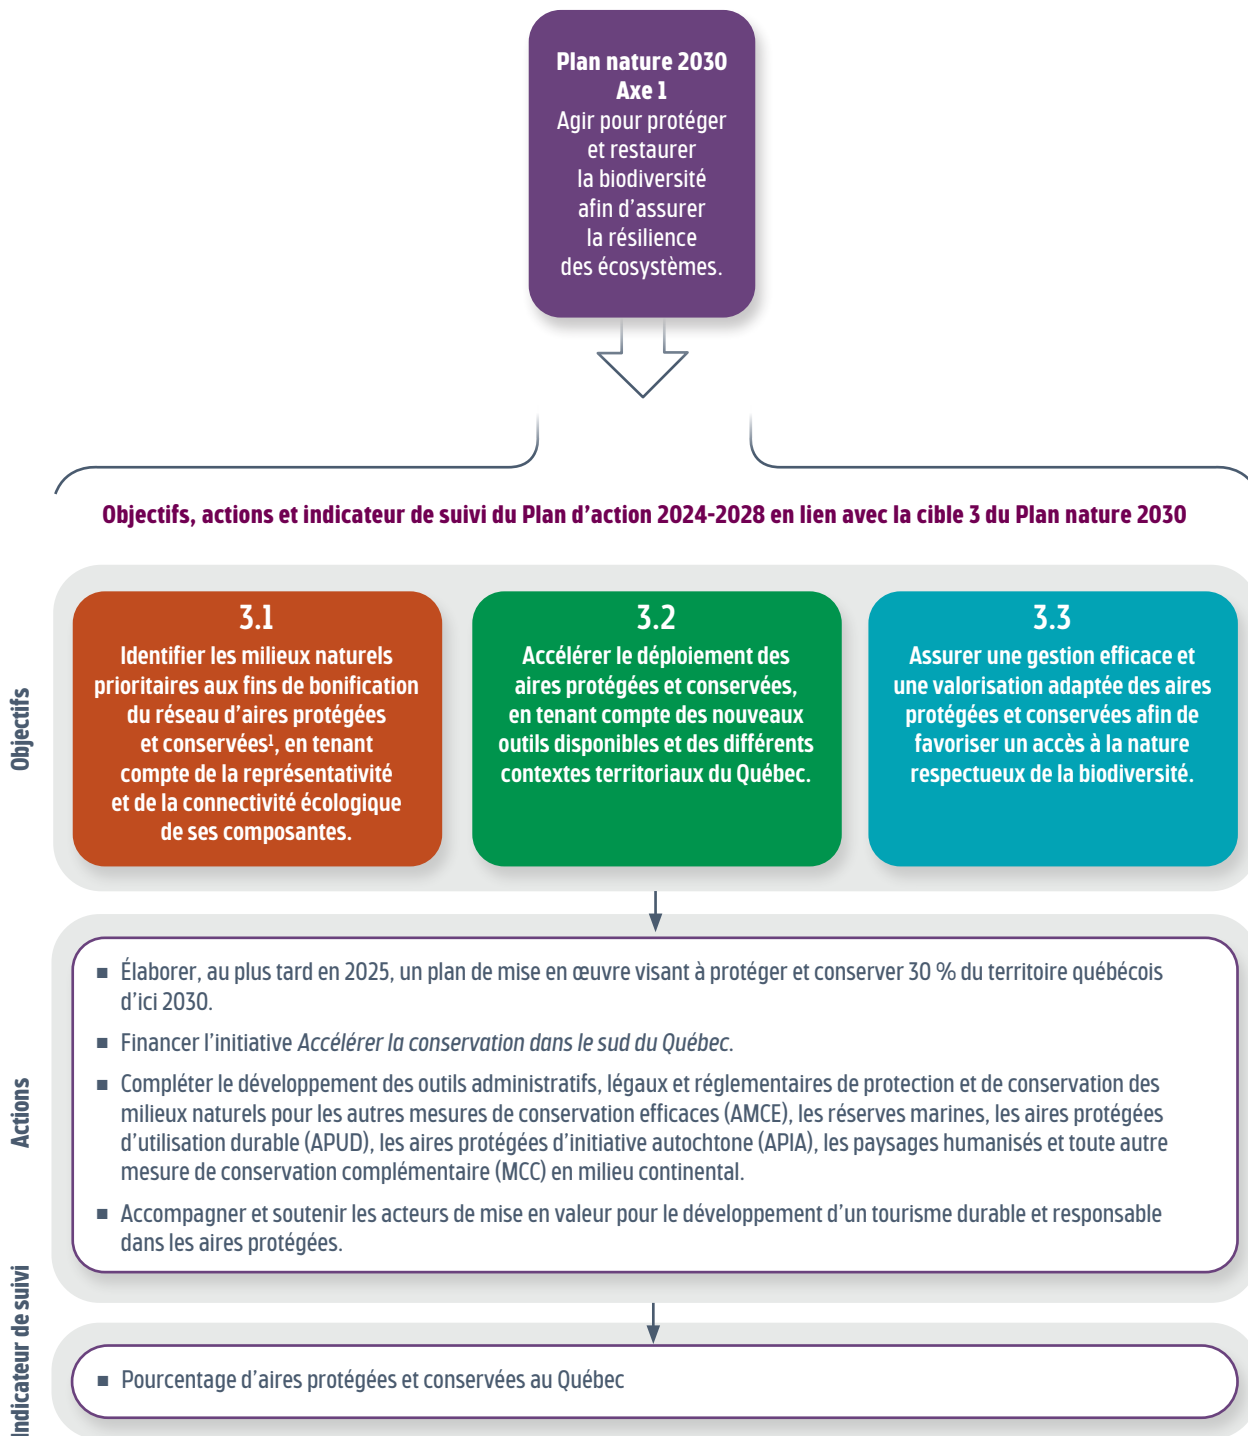 Plan nature 2030
Axe 1
Agir pour protéger
et restaurer
la biodiversité
afin d'assurer
la résilience
des écosystèmes.
Objectifs, actions et indicateur de suivi du Plan d'action 2024-2028 en lien avec la cible 3 du Plan nature 2030
Objectifs
3.1
Identifier les milieux naturels
prioritaires aux fins de bonification
du réseau d'aires protégées
et conservées¹, en tenant
compte de la représentativité
et de la connectivité écologique
de ses composantes.
3.2
Accélérer le déploiement des
aires protégées et conservées,
en tenant compte des nouveaux
outils disponibles et des différents
contextes territoriaux du Québec.
3.3
Assurer une gestion efficace et
une valorisation adaptée des aires
protégées et conservées afin de
favoriser un accès à la nature
respectueux de la biodiversité.
Actions
■ Élaborer, au plus tard en 2025, un plan de mise en œuvre visant à protéger et conserver 30 % du territoire québécois
d'ici 2030.
■ Financer l'initiative Accélérer la conservation dans le sud du Québec.
■ Compléter le développement des outils administratifs, légaux et réglementaires de protection et de conservation des
milieux naturels pour les autres mesures de conservation efficaces (AMCE), les réserves marines, les aires protégées
d'utilisation durable (APUD), les aires protégées d'initiative autochtone (APIA), les paysages humanisés et toute autre
mesure de conservation complémentaire (MCC) en milieu continental.
■ Accompagner et soutenir les acteurs de mise en valeur pour le développement d'un tourisme durable et responsable
dans les aires protégées.
Indicateur de suivi
■ Pourcentage d'aires protégées et conservées au Québec